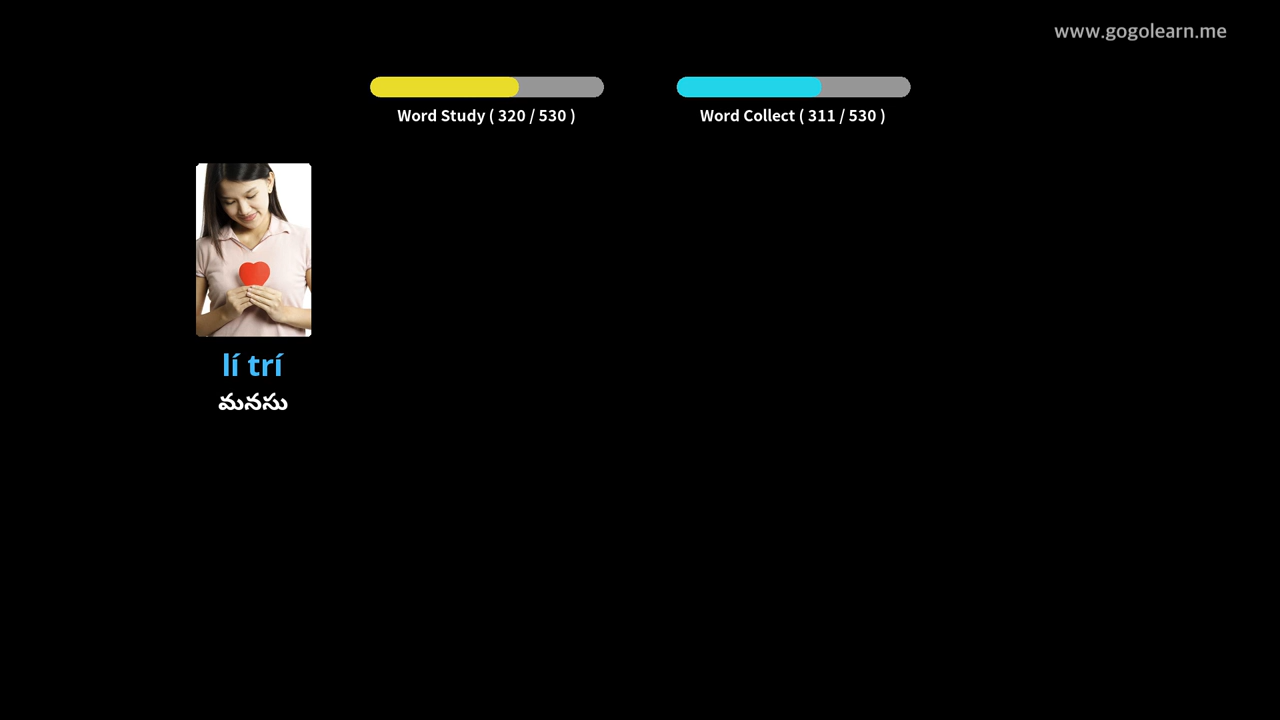 www.gogolearn.me
Word Study ( 320 / 530 )
Word Collect ( 311 / 530 )
lí trí
మనసు